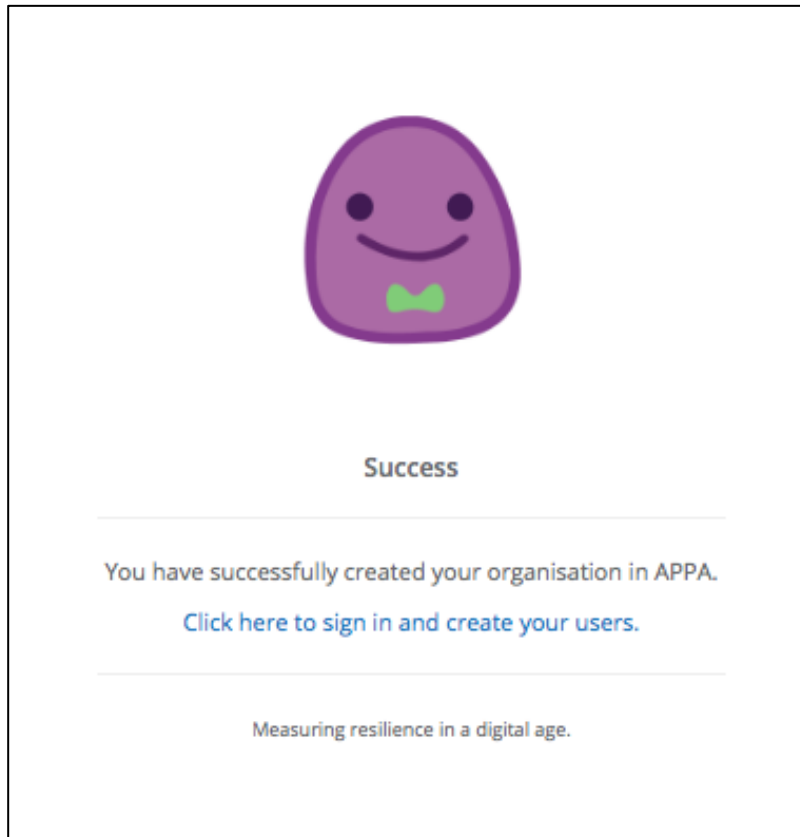 Success
You have successfully created your organisation in APPA.
Click here to sign in and create your users.
Measuring resilience in a digital age.